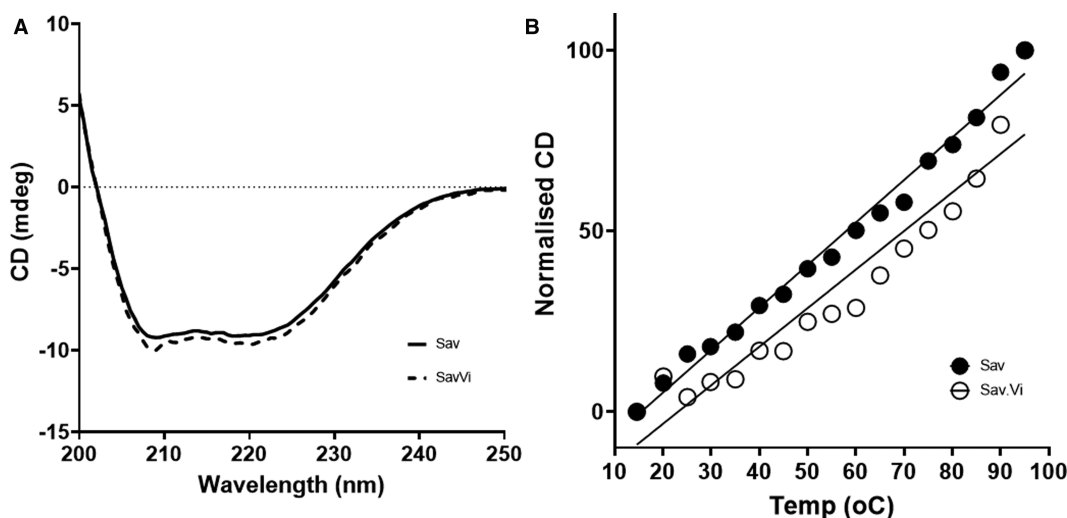 A
10
5
0
-5
-10
-15
CD (mdeg)
200 210 220 230 240 250
Wavelength (nm)
Sav
SavVi
B
100
50
0
Normalised CD
10 20 30 40 50 60 70 80 90 100
Temp (oC)
Sav
Sav.Vi